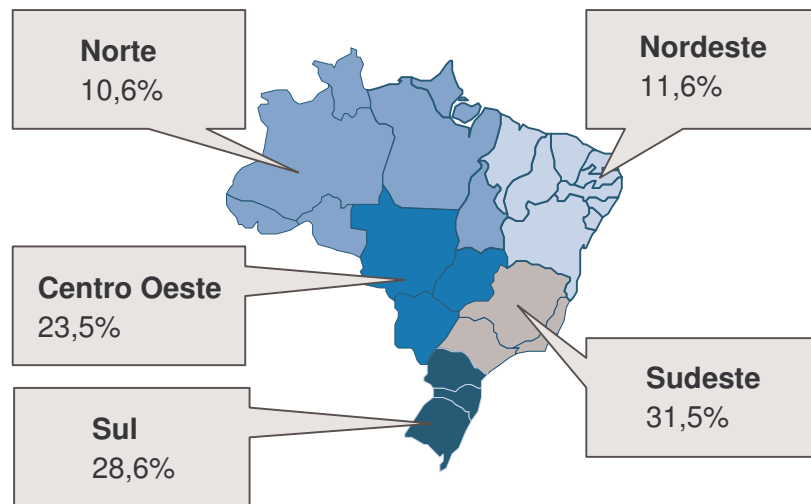 Norte
10,6%
Nordeste
11,6%
Centro Oeste
23,5%
Sudeste
31,5%
Sul
28,6%